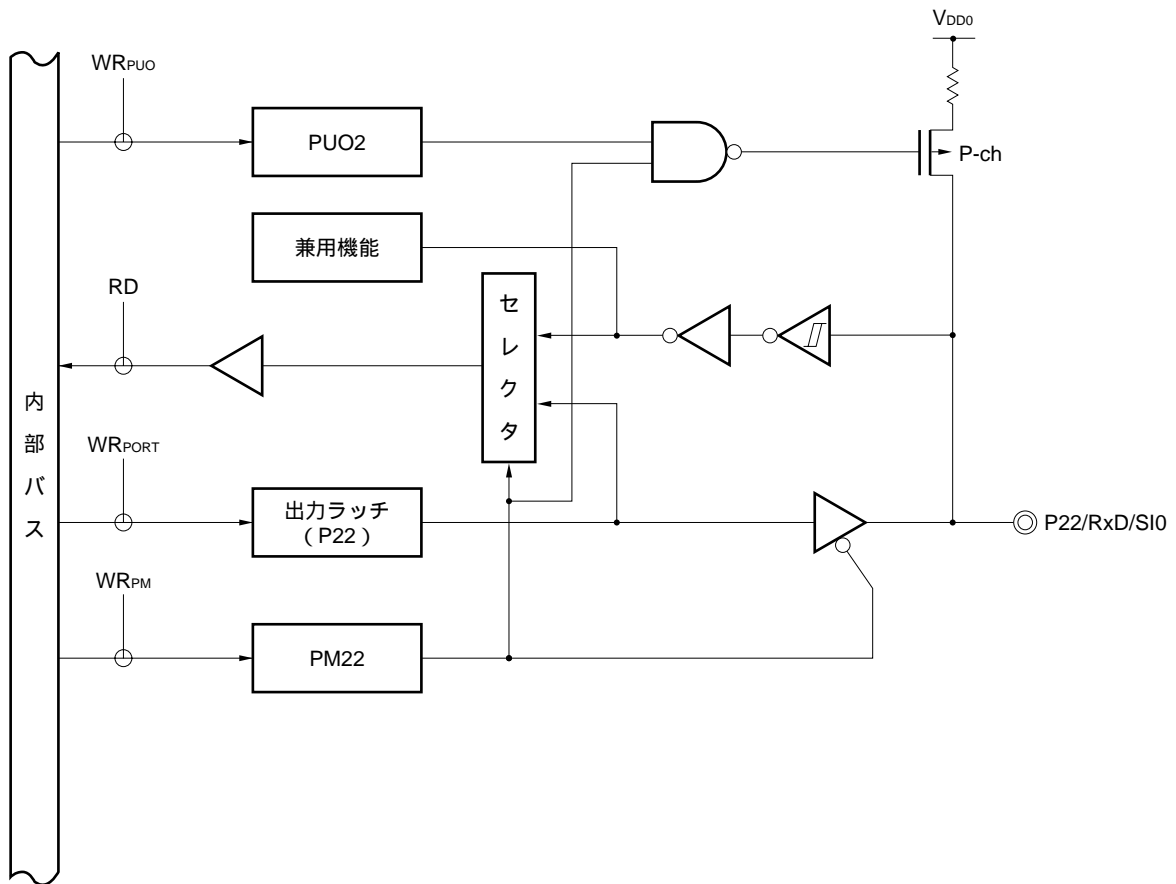 VDD0
WRPUO
PUO2
P-ch
兼用機能
RD
セレクタ
内部バス
WRPORT
出力ラッチ
(P22)
P22/RxD/SI0
WRPM
PM22